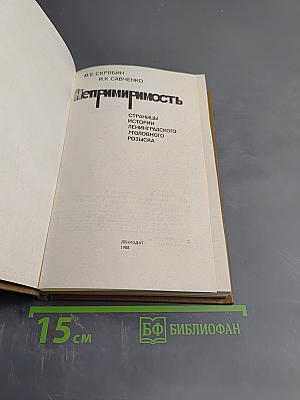 М.Е. СКРЯБИН
И.К. САВЧЕНКО
Непримиримость
СТРАНИЦЫ
ИСТОРИИ
ЛЕНИНГРАДСКОГО
УГОЛОВНОГО
РОЗЫСКА
ЛЕНИЗДАТ
1988
15 см
БФ БИБЛИОФАН